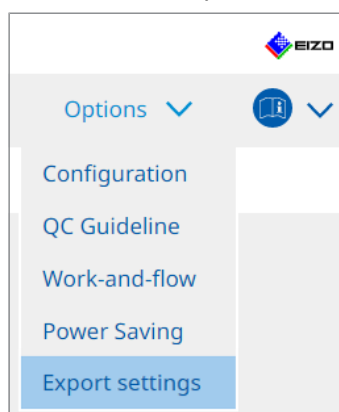 EIZO
Options
Configuration
QC Guideline
Work-and-flow
Power Saving
Export settings